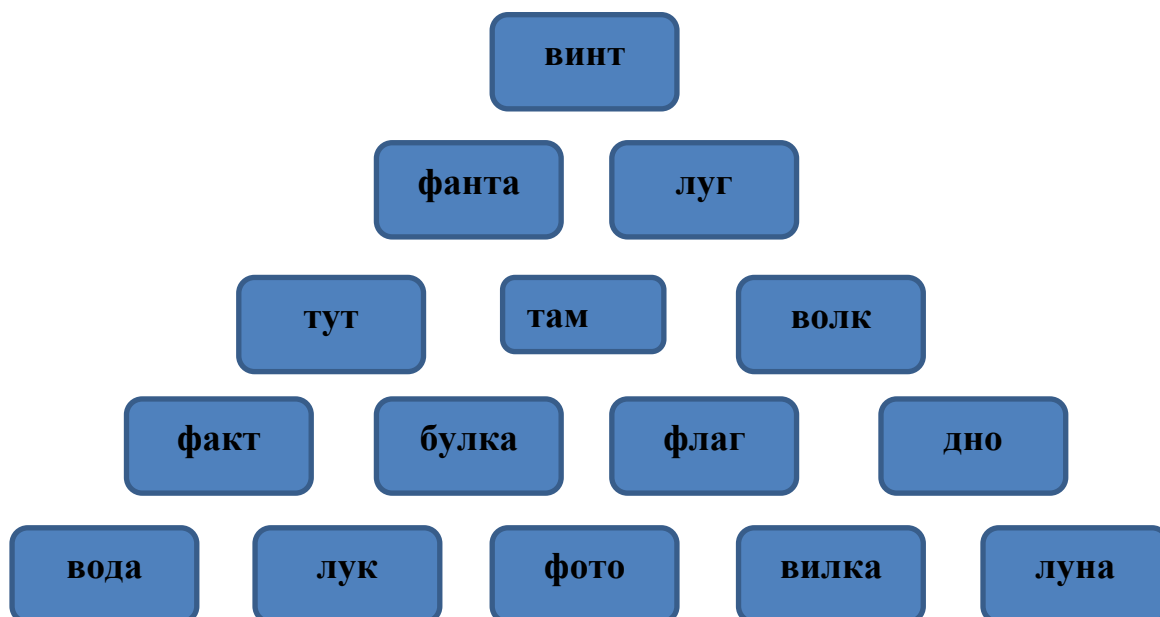 винт
фанта луг
тут там волк
факт булка флаг дно
вода лук фото вилка луна